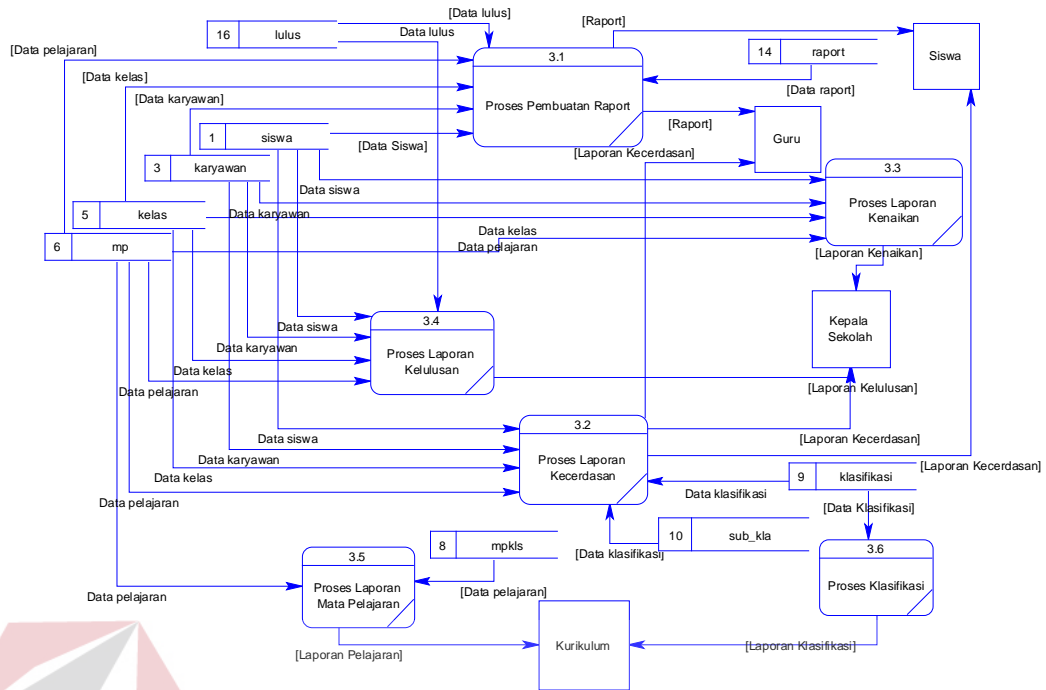 [Data lulus]
[Raport]
16 lulus
Data lulus
[Data pelajaran]
3.1
Proses Pembuatan Raport
14 raport
Siswa
[Data kelas]
[Data raport]
[Data karyawan]
1 siswa
[Data Siswa]
[Raport]
Guru
[Laporan Kecerdasan]
3 karyawan
3.3
Proses Laporan
Kenaikan
Data siswa
5 kelas
Data karyawan
Data kelas
6 mp
Data pelajaran
[Laporan Kenaikan]
Kepala
Sekolah
3.4
Proses Laporan
Kelulusan
Data siswa
Data karyawan
Data kelas
Data pelajaran
[Laporan Kelulusan]
3.2
Proses Laporan
Kecerdasan
Data siswa
[Laporan Kecerdasan]
Data karyawan
[Laporan Kecerdasan]
Data kelas
9 klasifikasi
Data klasifikasi
Data pelajaran
[Data Klasifikasi]
10 sub_kla
8 mpkls
[Data klasifikasi]
3.5
Proses Laporan
Mata Pelajaran
3.6
Proses Klasifikasi
Data pelajaran
[Data pelajaran]
Kurikulum
[Laporan Pelajaran]
[Laporan Klasifikasi]